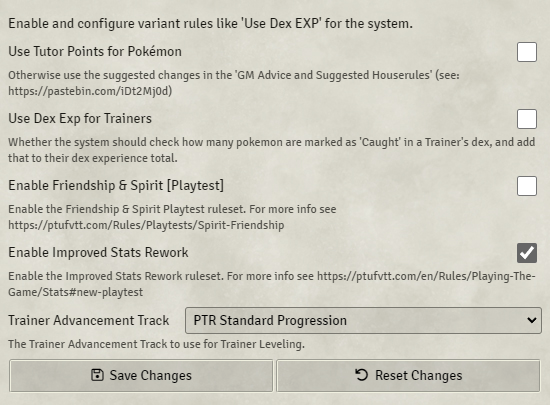 Enable and configure variant rules like 'Use Dex EXP' for the system.
Use Tutor Points for Pokémon
Otherwise use the suggested changes in the 'GM Advice and Suggested Houserules' (see:
https://pastebin.com/iDt2Mj0d)
Use Dex Exp for Trainers
Whether the system should check how many pokemon are marked as 'Caught' in a Trainer's dex, and add
that to their dex experience total.
Enable Friendship & Spirit [Playtest]
Enable the Friendship & Spirit Playtest ruleset. For more info see
https://ptufvtt.com/Rules/Playtests/Spirit-Friendship
Enable Improved Stats Rework
Enable the Improved Stats Rework ruleset. For more info see https://ptufvtt.com/en/Rules/Playing-The-
Game/Stats#new-playtest
Trainer Advancement Track PTR Standard Progression
The Trainer Advancement Track to use for Trainer Leveling.
Save Changes Reset Changes